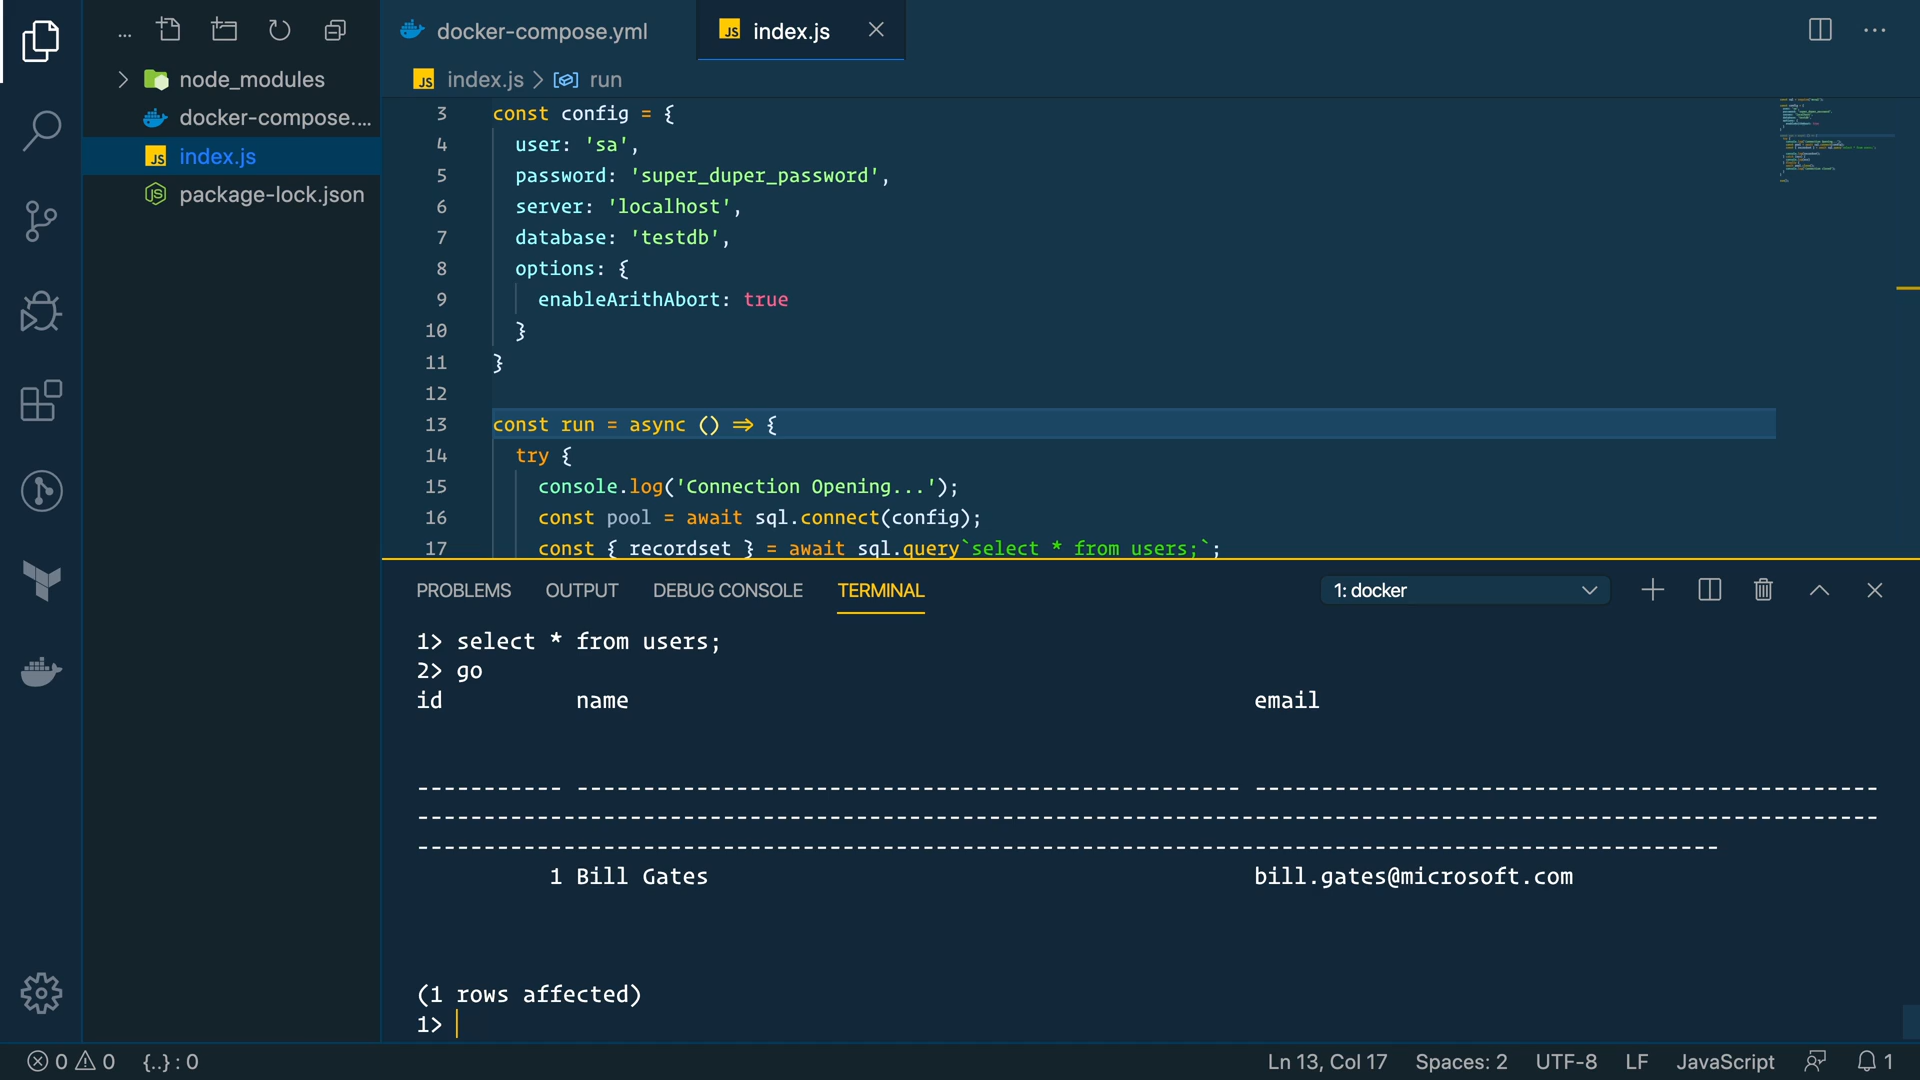 ...
docker-compose.yml
JS index.js
node_modules
docker-compose....
JS index.js
package-lock.json
JS index.js > run
3 const config = {
4 user: 'sa',
5 password: 'super_duper_password',
6 server: 'localhost',
7 database: 'testdb',
8 options: {
9 enableArithAbort: true
10 }
11 }
12
13 const run = async () => {
14 try {
15 console.log('Connection Opening...');
16 const pool = await sql.connect(config);
17 const { recordset } = await sql.query`select * from users;`;
PROBLEMS OUTPUT DEBUG CONSOLE TERMINAL 1: docker
1> select * from users;
2> go
id name email
----------- -------------------------------------------------- -----------------------------------------------
--------------------------------------------------------------------------------------------------------------
--------------------------------------------------------------------------------------------------
1 Bill Gates bill.gates@microsoft.com
(1 rows affected)
1>
0 0 {..} : 0 Ln 13, Col 17 Spaces: 2 UTF-8 LF JavaScript 1